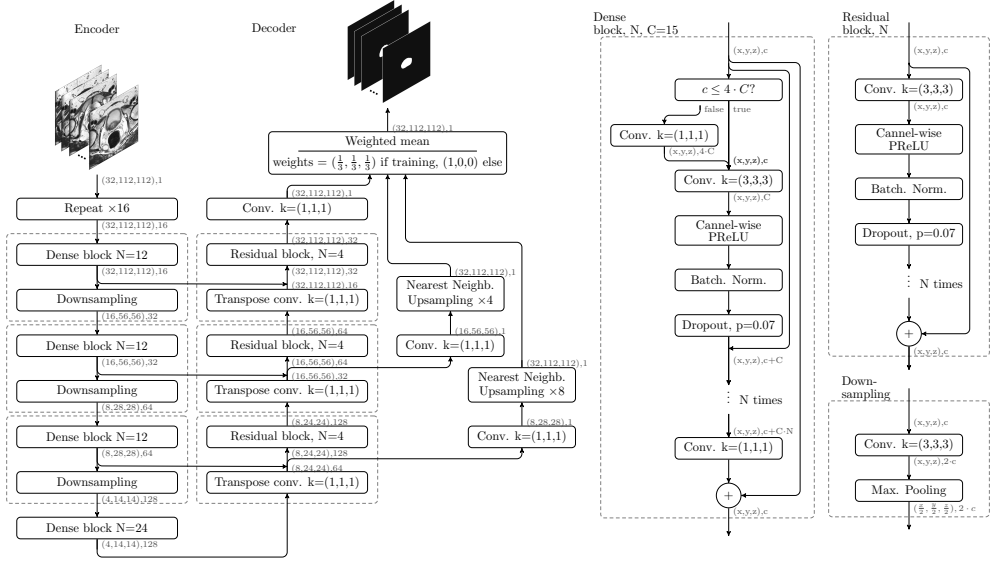 Encoder
(32,112,112),1
Repeat ×16
(32,112,112),16
Dense block N=12
(32,112,112),16
Downsampling
(16,56,56),32
Dense block N=12
(16,56,56),32
Downsampling
(8,28,28),64
Dense block N=12
(8,28,28),64
Downsampling
(4,14,14),128
Dense block N=24
(4,14,14),128
Decoder
...
(32,112,112),1
Weighted mean
weights = (1/3, 1/3, 1/3) if training, (1,0,0) else
(32,112,112),1
Conv. k=(1,1,1)
(32,112,112),32
Residual block, N=4
(32,112,112),32
(32,112,112),16
Transpose conv. k=(1,1,1)
(16,56,56),64
Residual block, N=4
(16,56,56),64
(16,56,56),32
Transpose conv. k=(1,1,1)
(8,24,24),128
Residual block, N=4
(8,24,24),128
(8,24,24),64
Transpose conv. k=(1,1,1)
(32,112,112),1
Nearest Neighb.
Upsampling ×4
(16,56,56),1
Conv. k=(1,1,1)
(32,112,112),1
Nearest Neighb.
Upsampling ×8
(8,28,28),1
Conv. k=(1,1,1)
Dense
block, N, C=15
(x,y,z),c
c ≤ 4 · C?
false
true
Conv. k=(1,1,1)
(x,y,z),4·C
(x,y,z),c
Conv. k=(3,3,3)
(x,y,z),C
Cannel-wise
PReLU
Batch. Norm.
Dropout, p=0.07
(x,y,z),c+C
⋮ N times
(x,y,z),c+C·N
Conv. k=(1,1,1)
+
(x,y,z),c
Residual
block, N
(x,y,z),c
Conv. k=(3,3,3)
(x,y,z),c
Cannel-wise
PReLU
Batch. Norm.
Dropout, p=0.07
⋮ N times
+
(x,y,z),c
Down-
sampling
(x,y,z),c
Conv. k=(3,3,3)
(x,y,z),2·c
Max. Pooling
(x/2, y/2, z/2), 2 · c